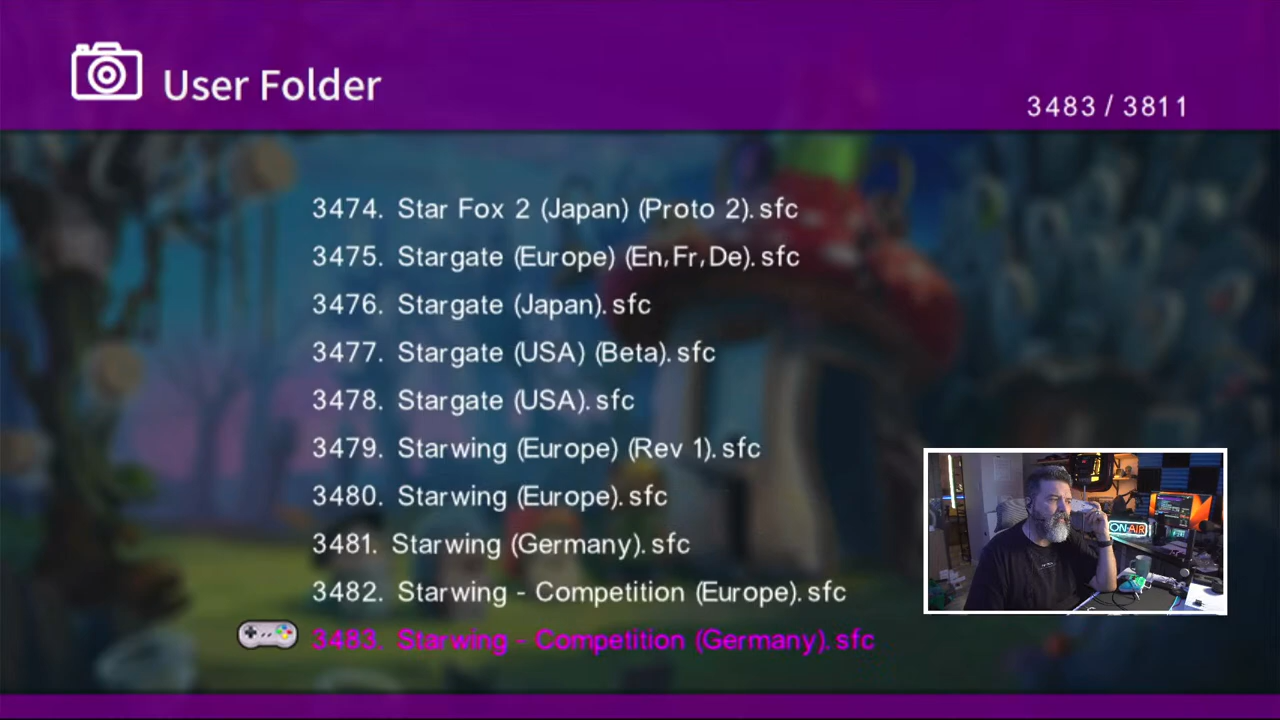 User Folder
3483 / 3811
3474. Star Fox 2 (Japan) (Proto 2).sfc
3475. Stargate (Europe) (En,Fr,De).sfc
3476. Stargate (Japan).sfc
3477. Stargate (USA) (Beta).sfc
3478. Stargate (USA).sfc
3479. Starwing (Europe) (Rev 1).sfc
3480. Starwing (Europe).sfc
3481. Starwing (Germany).sfc
3482. Starwing - Competition (Europe).sfc
3483. Starwing - Competition (Germany).sfc
ON-AIR